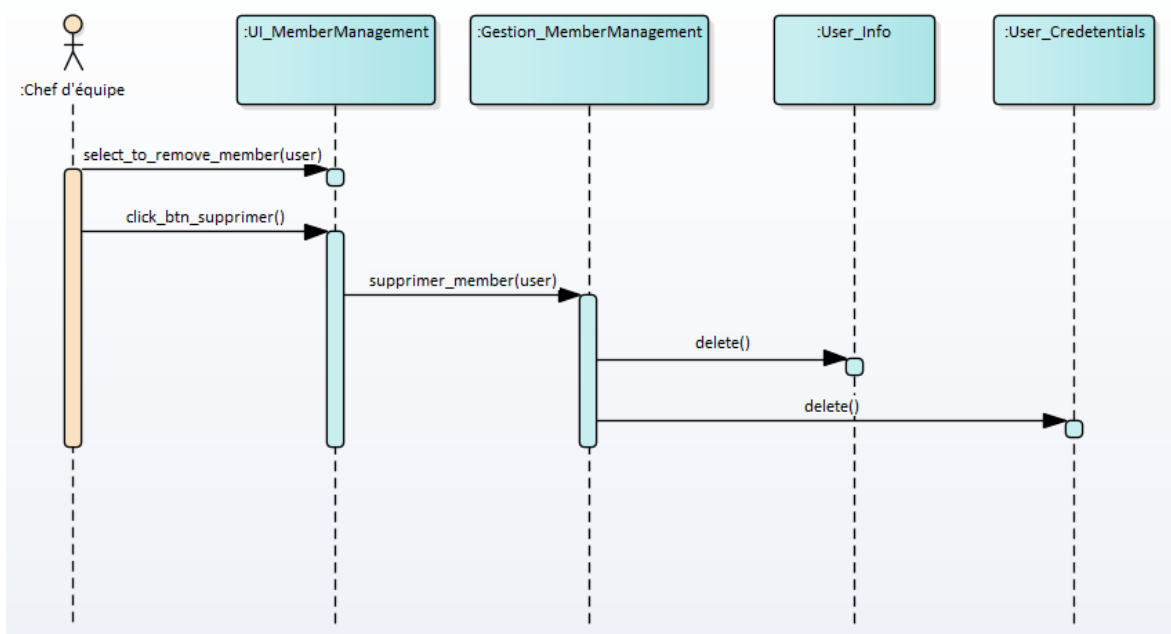 :UI_MemberManagement
:Gestion_MemberManagement
:User_Info
:User_Credetentials
:Chef d'équipe
select_to_remove_member(user)
click_btn_supprimer()
supprimer_member(user)
delete()
delete()